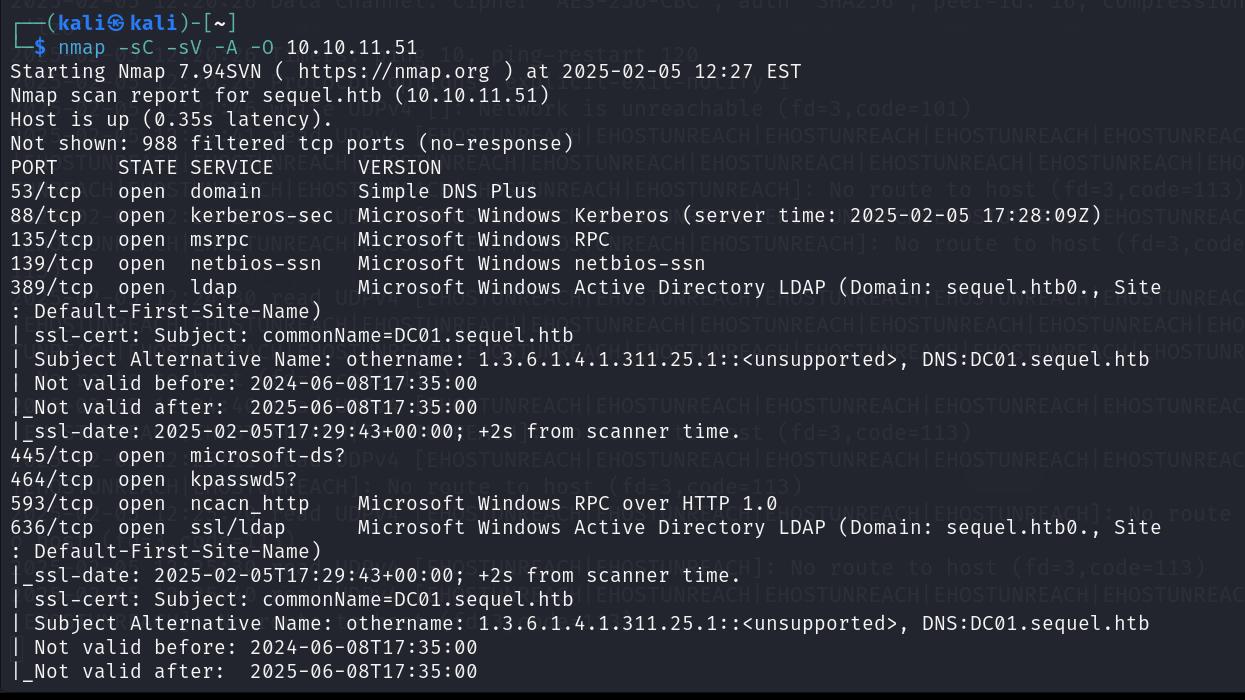 ┌──(kali㉿kali)-[~]
└─$ nmap -sC -sV -A -O 10.10.11.51
Starting Nmap 7.94SVN ( https://nmap.org ) at 2025-02-05 12:27 EST
Nmap scan report for sequel.htb (10.10.11.51)
Host is up (0.35s latency).
Not shown: 988 filtered tcp ports (no-response)
PORT     STATE SERVICE       VERSION
53/tcp   open  domain        Simple DNS Plus
88/tcp   open  kerberos-sec  Microsoft Windows Kerberos (server time: 2025-02-05 17:28:09Z)
135/tcp  open  msrpc         Microsoft Windows RPC
139/tcp  open  netbios-ssn   Microsoft Windows netbios-ssn
389/tcp  open  ldap          Microsoft Windows Active Directory LDAP (Domain: sequel.htb0., Site
: Default-First-Site-Name)
| ssl-cert: Subject: commonName=DC01.sequel.htb
| Subject Alternative Name: othername: 1.3.6.1.4.1.311.25.1::<unsupported>, DNS:DC01.sequel.htb
| Not valid before: 2024-06-08T17:35:00
|_Not valid after:  2025-06-08T17:35:00
|_ssl-date: 2025-02-05T17:29:43+00:00; +2s from scanner time.
445/tcp  open  microsoft-ds?
464/tcp  open  kpasswd5?
593/tcp  open  ncacn_http    Microsoft Windows RPC over HTTP 1.0
636/tcp  open  ssl/ldap      Microsoft Windows Active Directory LDAP (Domain: sequel.htb0., Site
: Default-First-Site-Name)
|_ssl-date: 2025-02-05T17:29:43+00:00; +2s from scanner time.
| ssl-cert: Subject: commonName=DC01.sequel.htb
| Subject Alternative Name: othername: 1.3.6.1.4.1.311.25.1::<unsupported>, DNS:DC01.sequel.htb
| Not valid before: 2024-06-08T17:35:00
|_Not valid after:  2025-06-08T17:35:00